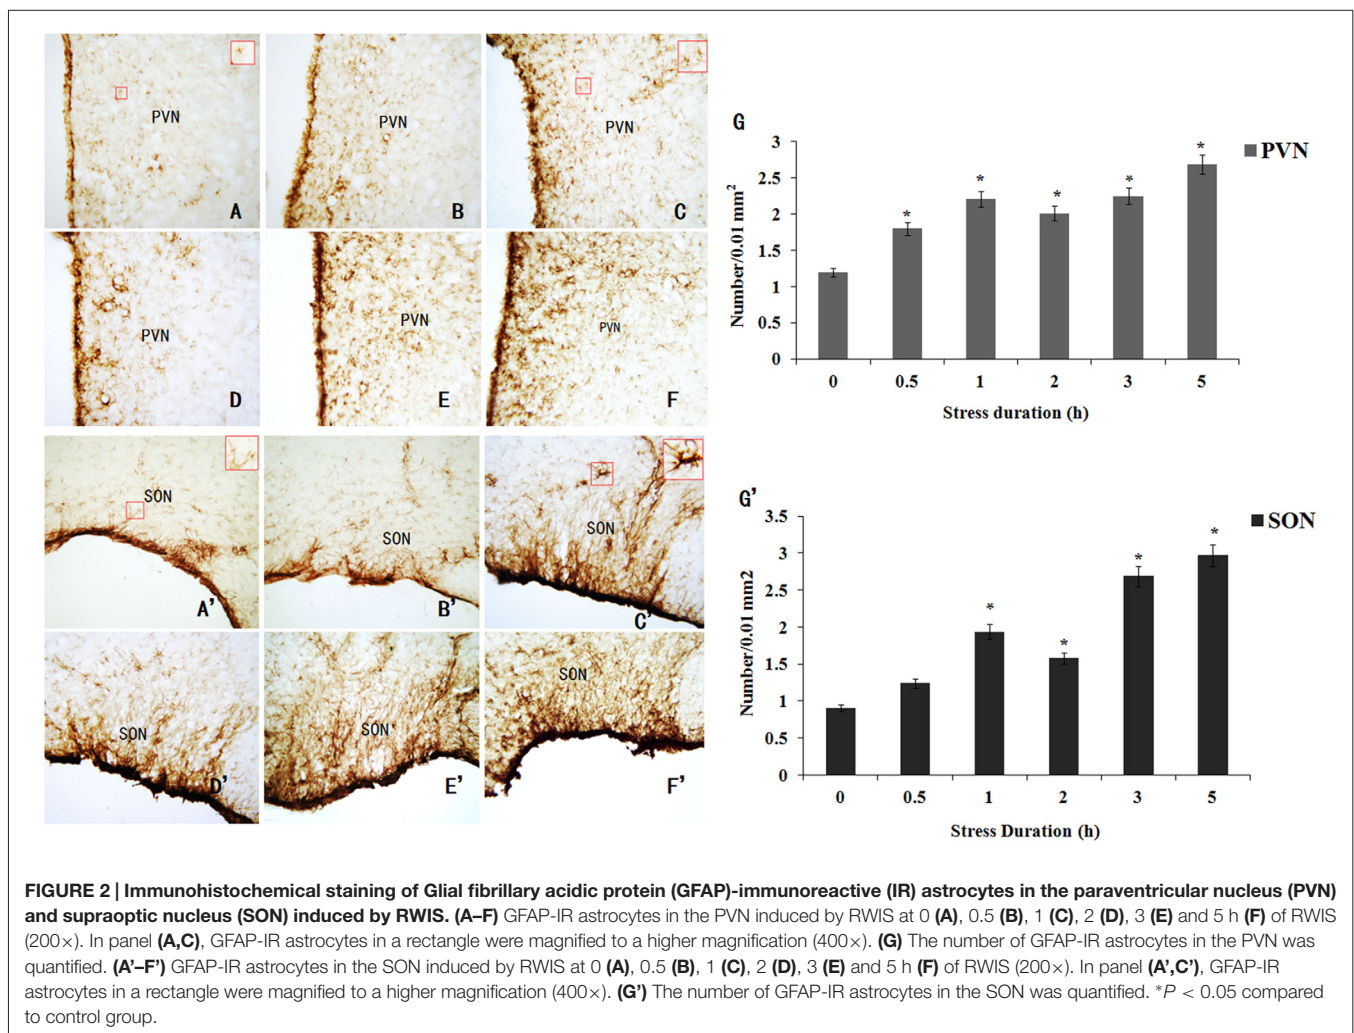 PVN
A
PVN
B
PVN
C
PVN
D
PVN
E
PVN
F
G
3
2.5
2
1.5
1
0.5
0
Number/0.01 mm²
*
*
*
*
*
PVN
0 0.5 1 2 3 5
Stress duration (h)
SON
A'
SON
B'
SON
C'
SON
D'
SON
E'
SON
F'
G'
3.5
3
2.5
2
1.5
1
0.5
0
Number/0.01 mm2
*
*
*
*
SON
0 0.5 1 2 3 5
Stress Duration (h)
FIGURE 2 | Immunohistochemical staining of Glial fibrillary acidic protein (GFAP)-immunoreactive (IR) astrocytes in the paraventricular nucleus (PVN)
and supraoptic nucleus (SON) induced by RWIS. (A–F) GFAP-IR astrocytes in the PVN induced by RWIS at 0 (A), 0.5 (B), 1 (C), 2 (D), 3 (E) and 5 h (F) of RWIS
(200×). In panel (A,C), GFAP-IR astrocytes in a rectangle were magnified to a higher magnification (400×). (G) The number of GFAP-IR astrocytes in the PVN was
quantified. (A'–F') GFAP-IR astrocytes in the SON induced by RWIS at 0 (A), 0.5 (B), 1 (C), 2 (D), 3 (E) and 5 h (F) of RWIS (200×). In panel (A',C'), GFAP-IR
astrocytes in a rectangle were magnified to a higher magnification (400×). (G') The number of GFAP-IR astrocytes in the SON was quantified. *P < 0.05 compared
to control group.